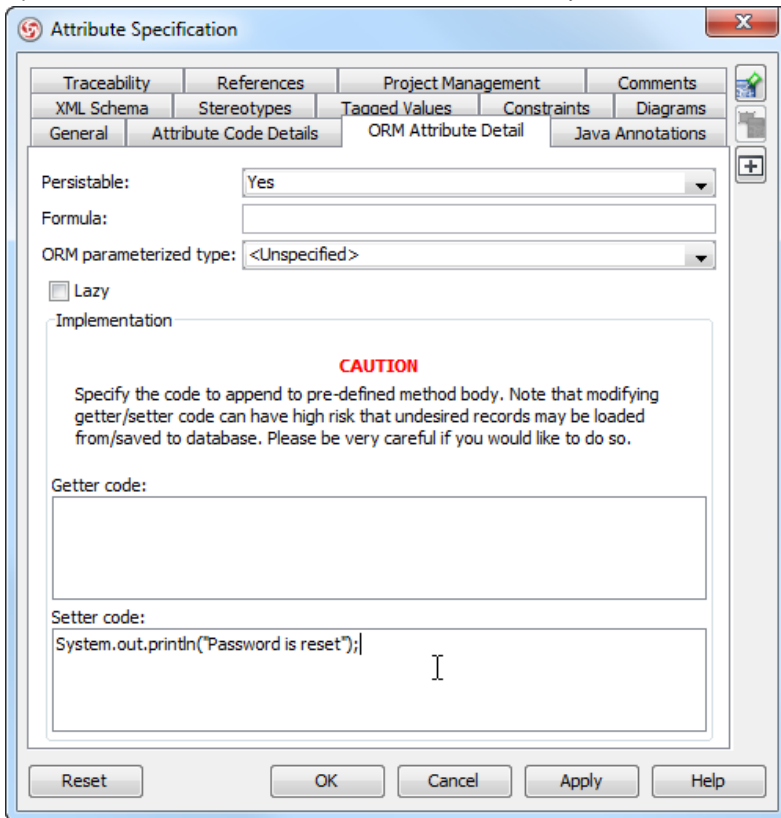 Attribute Specification
Traceability References Project Management Comments
XML Schema Stereotypes Tagged Values Constraints Diagrams
General Attribute Code Details ORM Attribute Detail Java Annotations
Persistable: Yes
Formula:
ORM parameterized type: <Unspecified>
Lazy
Implementation
CAUTION
Specify the code to append to pre-defined method body. Note that modifying
getter/setter code can have high risk that undesired records may be loaded
from/saved to database. Please be very careful if you would like to do so.
Getter code:
Setter code:
System.out.println("Password is reset");
Reset OK Cancel Apply Help